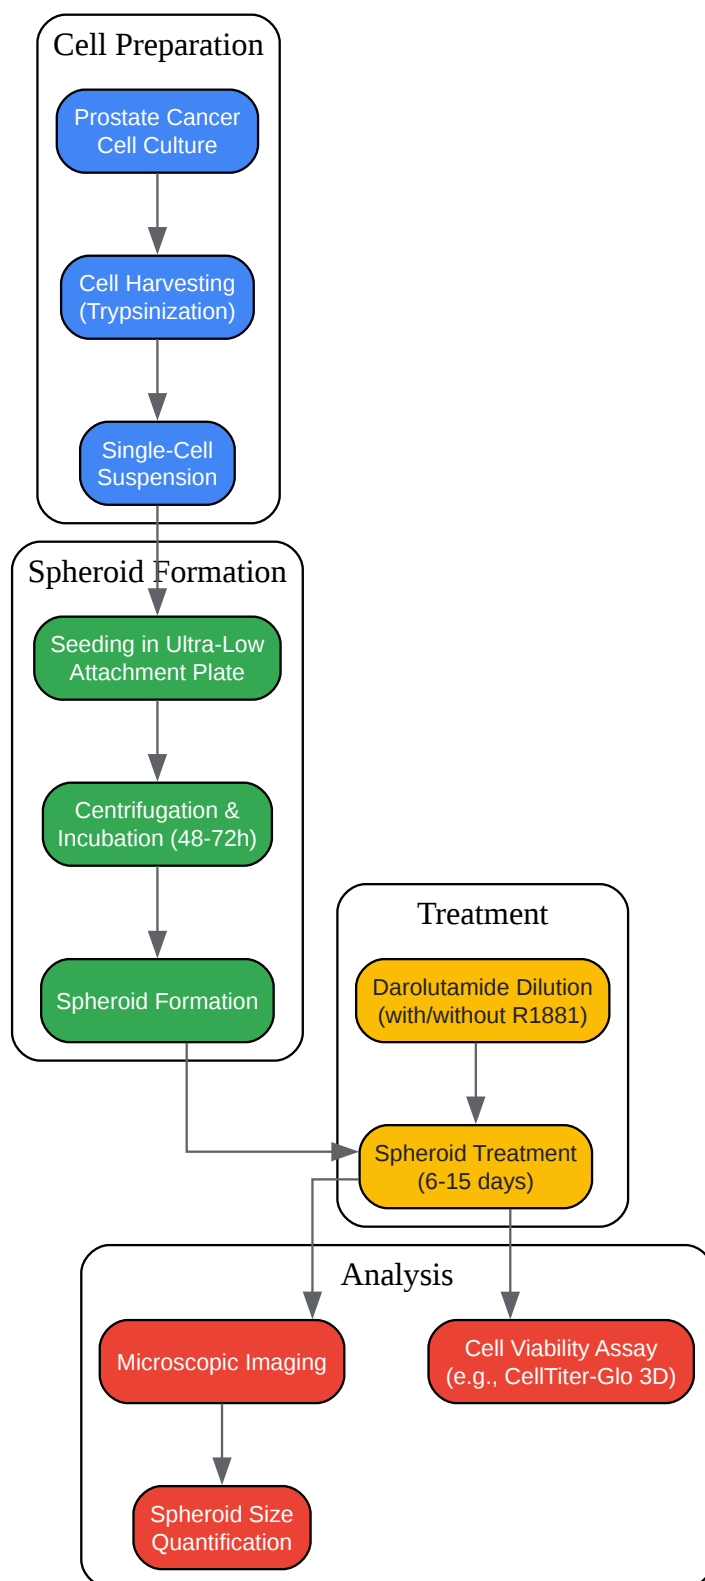 Cell Preparation
Prostate Cancer
Cell Culture
Cell Harvesting
(Trypsinization)
Single-Cell
Suspension
Spheroid Formation
Seeding in Ultra-Low
Attachment Plate
Centrifugation &
Incubation (48-72h)
Spheroid Formation
Treatment
Darolutamide Dilution
(with/without R1881)
Spheroid Treatment
(6-15 days)
Analysis
Microscopic Imaging
Cell Viability Assay
(e.g., CellTiter-Glo 3D)
Spheroid Size
Quantification